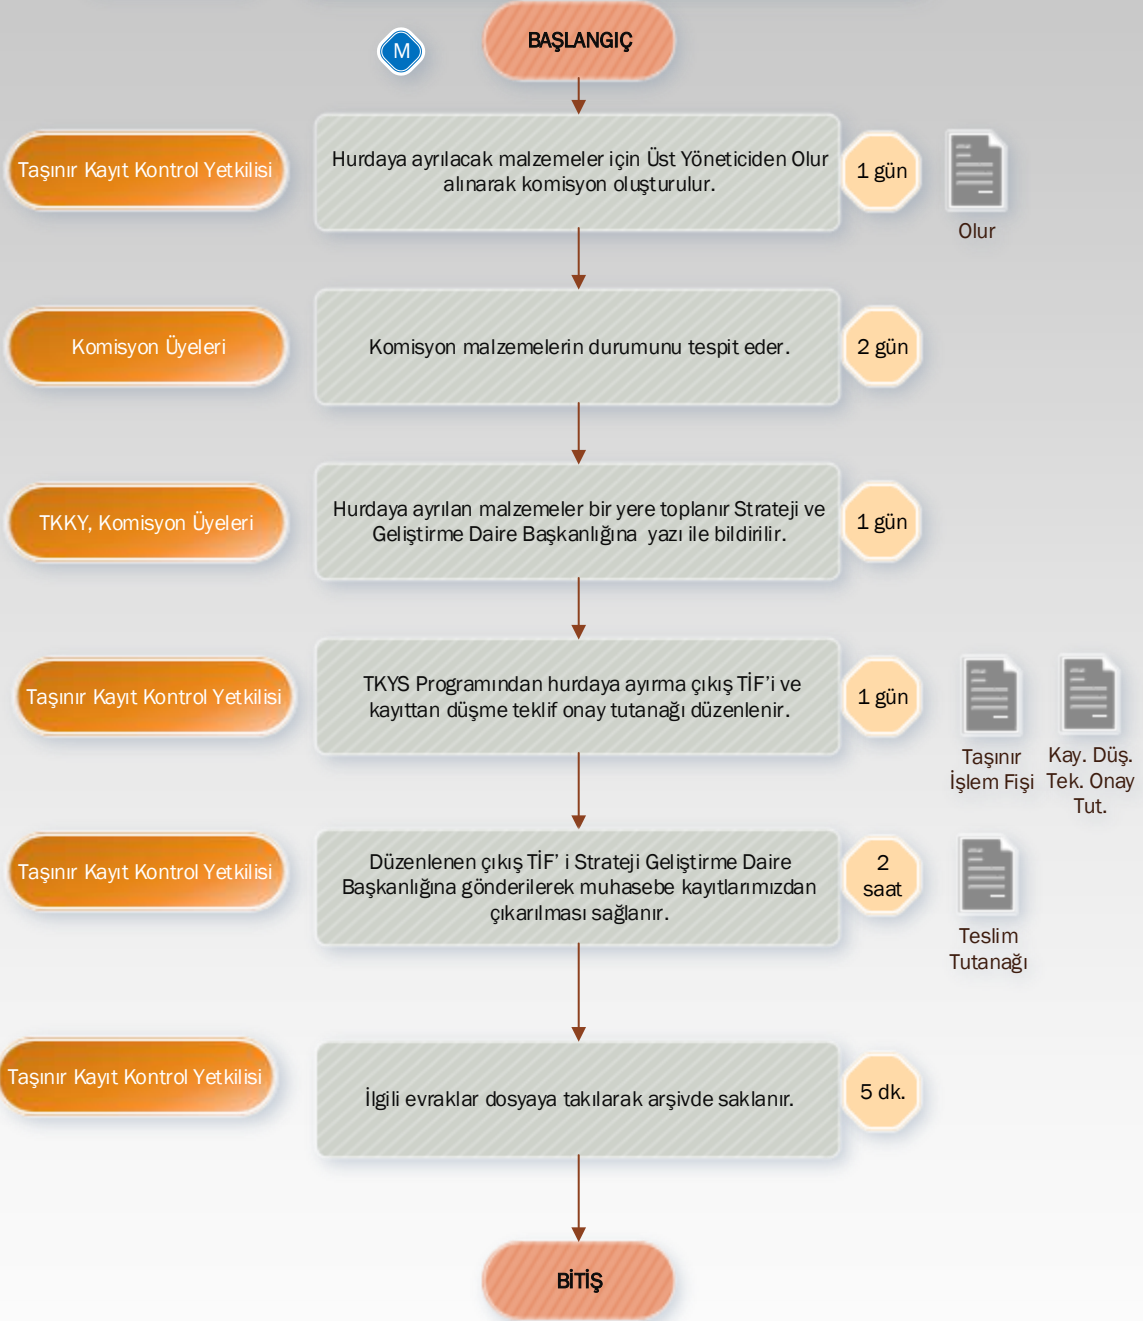 M
BAŞLANGIÇ
Taşınır Kayıt Kontrol Yetkilisi
Hurdaya ayrılacak malzemeler için Üst Yöneticiden Olur
alınarak komisyon oluşturulur.
1 gün
Olur
Komisyon Üyeleri
Komisyon malzemelerin durumunu tespit eder.
2 gün
TKKY, Komisyon Üyeleri
Hurdaya ayrılan malzemeler bir yere toplanır Strateji ve
Geliştirme Daire Başkanlığına yazı ile bildirilir.
1 gün
Taşınır Kayıt Kontrol Yetkilisi
TKYS Programından hurdaya ayırma çıkış TİF’i ve
kayıttan düşme teklif onay tutanağı düzenlenir.
1 gün
Taşınır
İşlem Fişi
Kay. Düş.
Tek. Onay
Tut.
Taşınır Kayıt Kontrol Yetkilisi
Düzenlenen çıkış TİF’ i Strateji Geliştirme Daire
Başkanlığına gönderilerek muhasebe kayıtlarımızdan
çıkarılması sağlanır.
2
saat
Teslim
Tutanağı
Taşınır Kayıt Kontrol Yetkilisi
İlgili evraklar dosyaya takılarak arşivde saklanır.
5 dk.
BİTİŞ